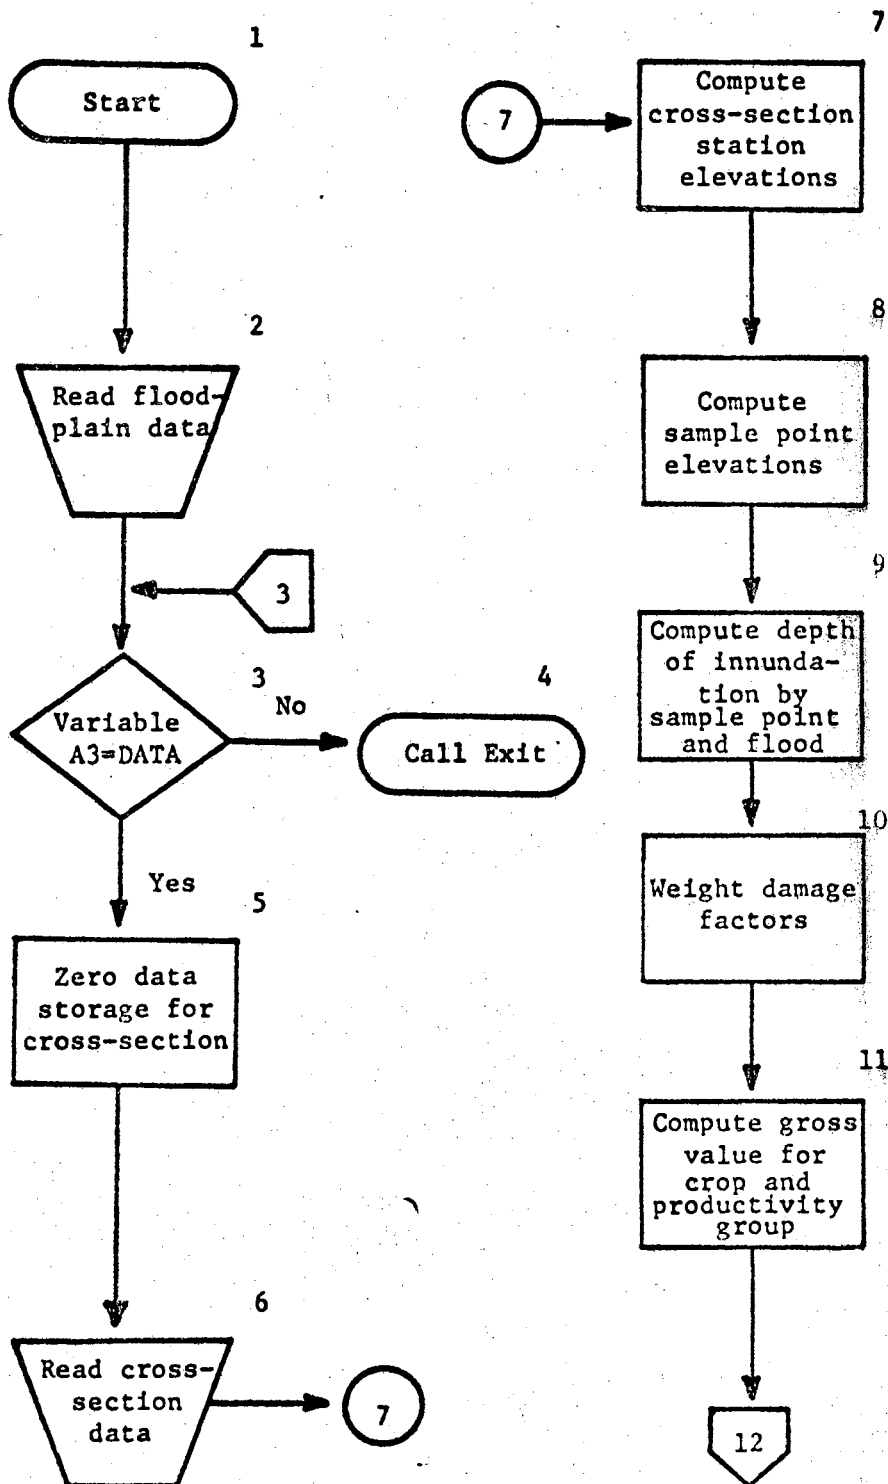 1
Start
2
Read flood-
plain data
3
3
Variable
A3=DATA
No
4
Call Exit
Yes
5
Zero data
storage for
cross-section
6
Read cross-
section
data
7
7
7
Compute
cross-section
station
elevations
8
Compute
sample point
elevations
9
Compute depth
of innunda-
tion by
sample point
and flood
10
Weight damage
factors
11
Compute gross
value for
crop and
productivity
group
12